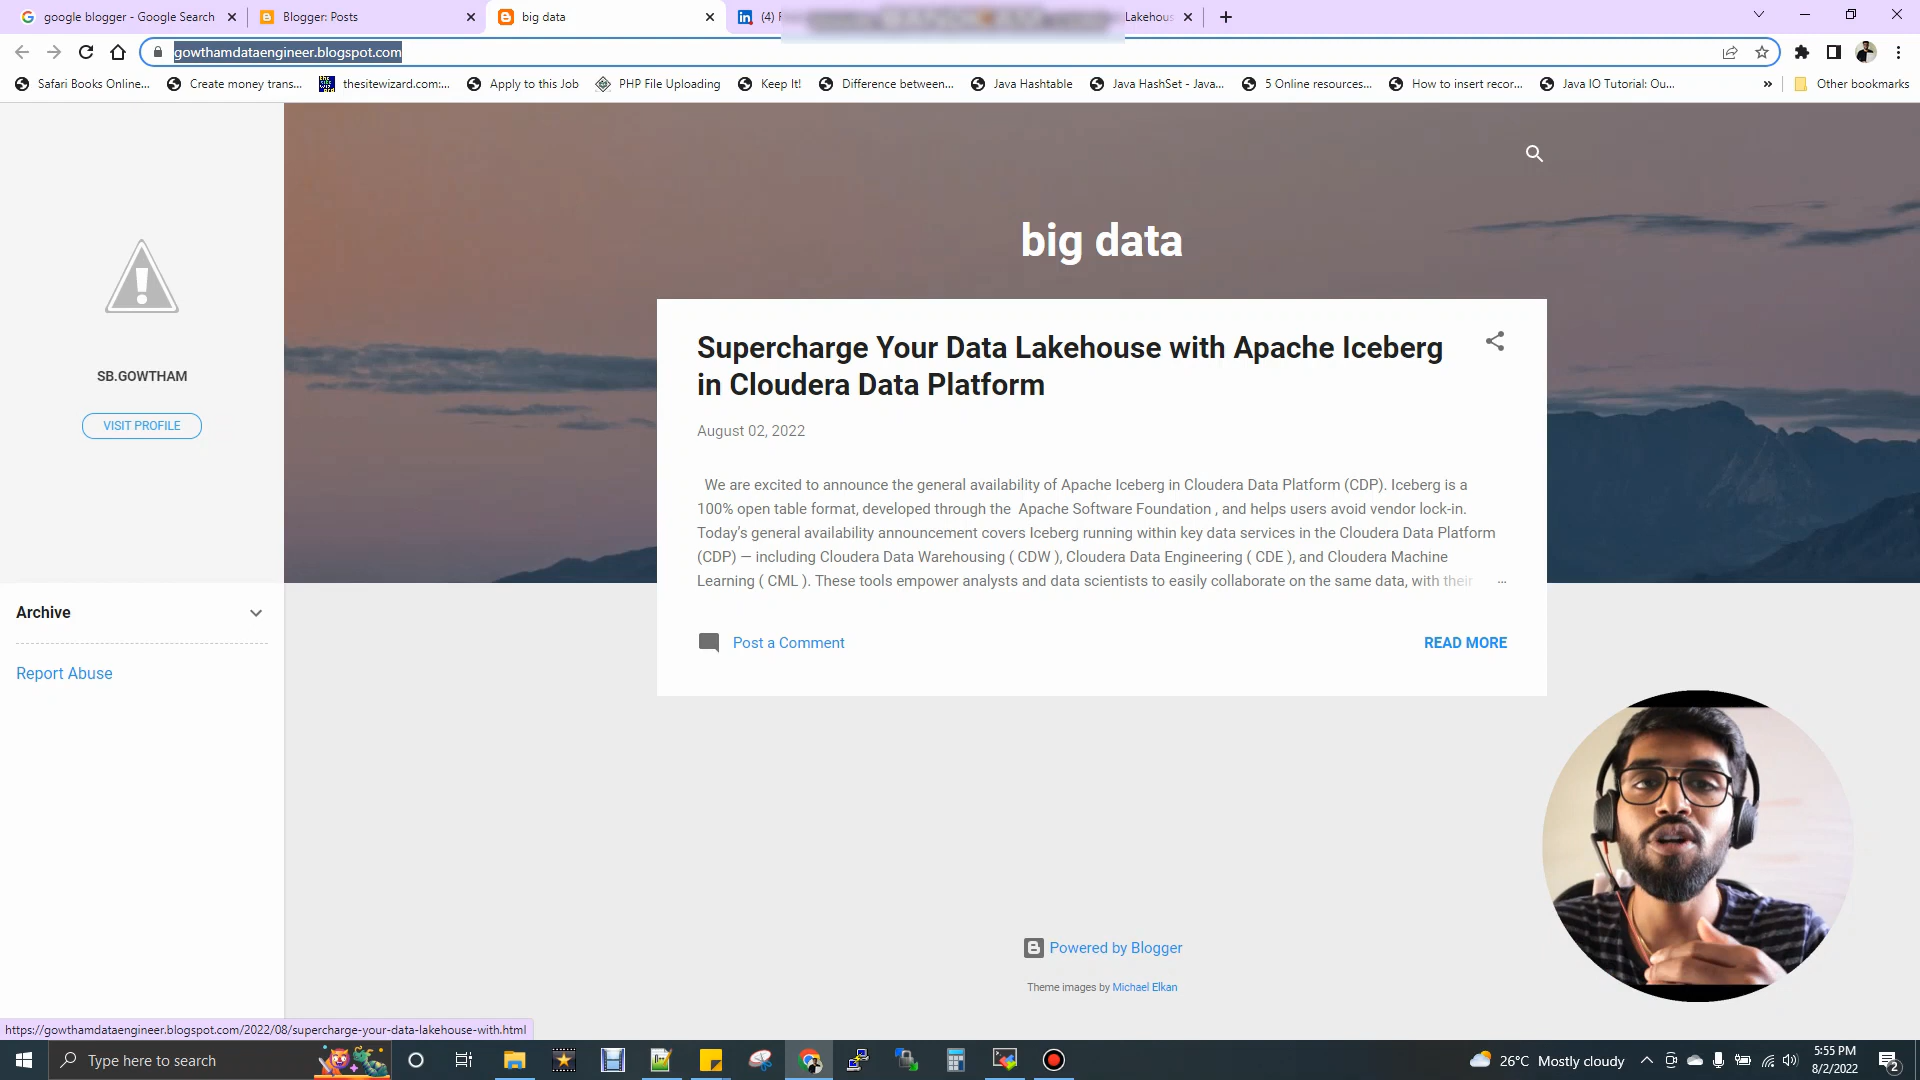 google blogger - Google Search
Blogger: Posts
big data
(4)
Lakehous
gowthamdataengineer.blogspot.com
Safari Books Online...
Create money trans...
thesitewizard.com:...
Apply to this Job
PHP File Uploading
Keep It!
Difference between...
Java Hashtable
Java HashSet - Java...
5 Online resources...
How to insert recor...
Java IO Tutorial: Ou...
»
Other bookmarks
big data
SB.GOWTHAM
VISIT PROFILE
Supercharge Your Data Lakehouse with Apache Iceberg
in Cloudera Data Platform
August 02, 2022
We are excited to announce the general availability of Apache Iceberg in Cloudera Data Platform (CDP). Iceberg is a
100% open table format, developed through the  Apache Software Foundation , and helps users avoid vendor lock-in.
Today’s general availability announcement covers Iceberg running within key data services in the Cloudera Data Platform
(CDP) — including Cloudera Data Warehousing ( CDW ), Cloudera Data Engineering ( CDE ), and Cloudera Machine
Learning ( CML ). These tools empower analysts and data scientists to easily collaborate on the same data, with their ...
Post a Comment
READ MORE
Archive
Report Abuse
Powered by Blogger
Theme images by Michael Elkan
https://gowthamdataengineer.blogspot.com/2022/08/supercharge-your-data-lakehouse-with.html
Type here to search
26°C Mostly cloudy
5:55 PM
8/2/2022
2